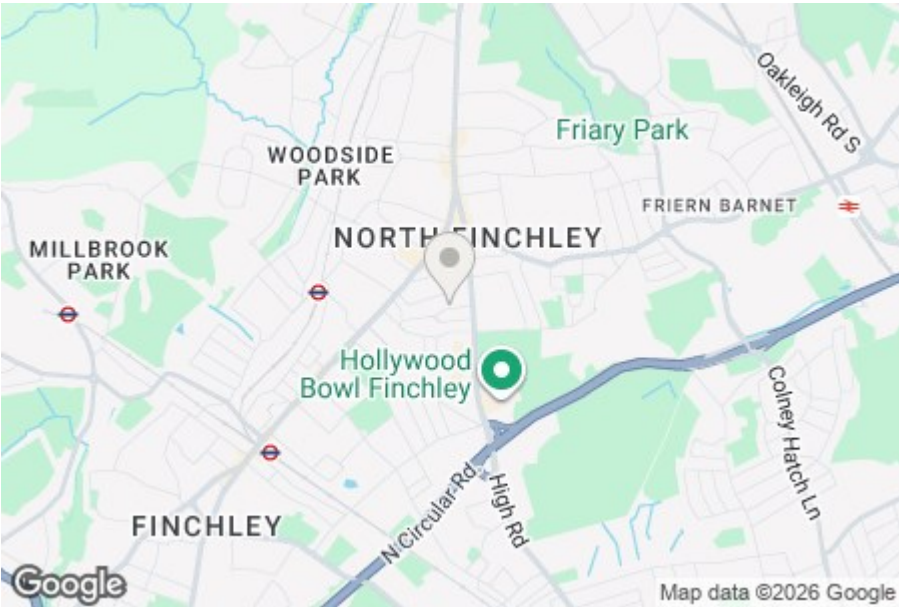 Oakleigh Rd S
Friary Park
WOODSIDE
PARK
FRIERN BARNET
NORTH FINCHLEY
MILLBROOK
PARK
Hollywood
Bowl Finchley
Colney Hatch Ln
N Circular Rd
High Rd
FINCHLEY
Google
Map data ©2026 Google